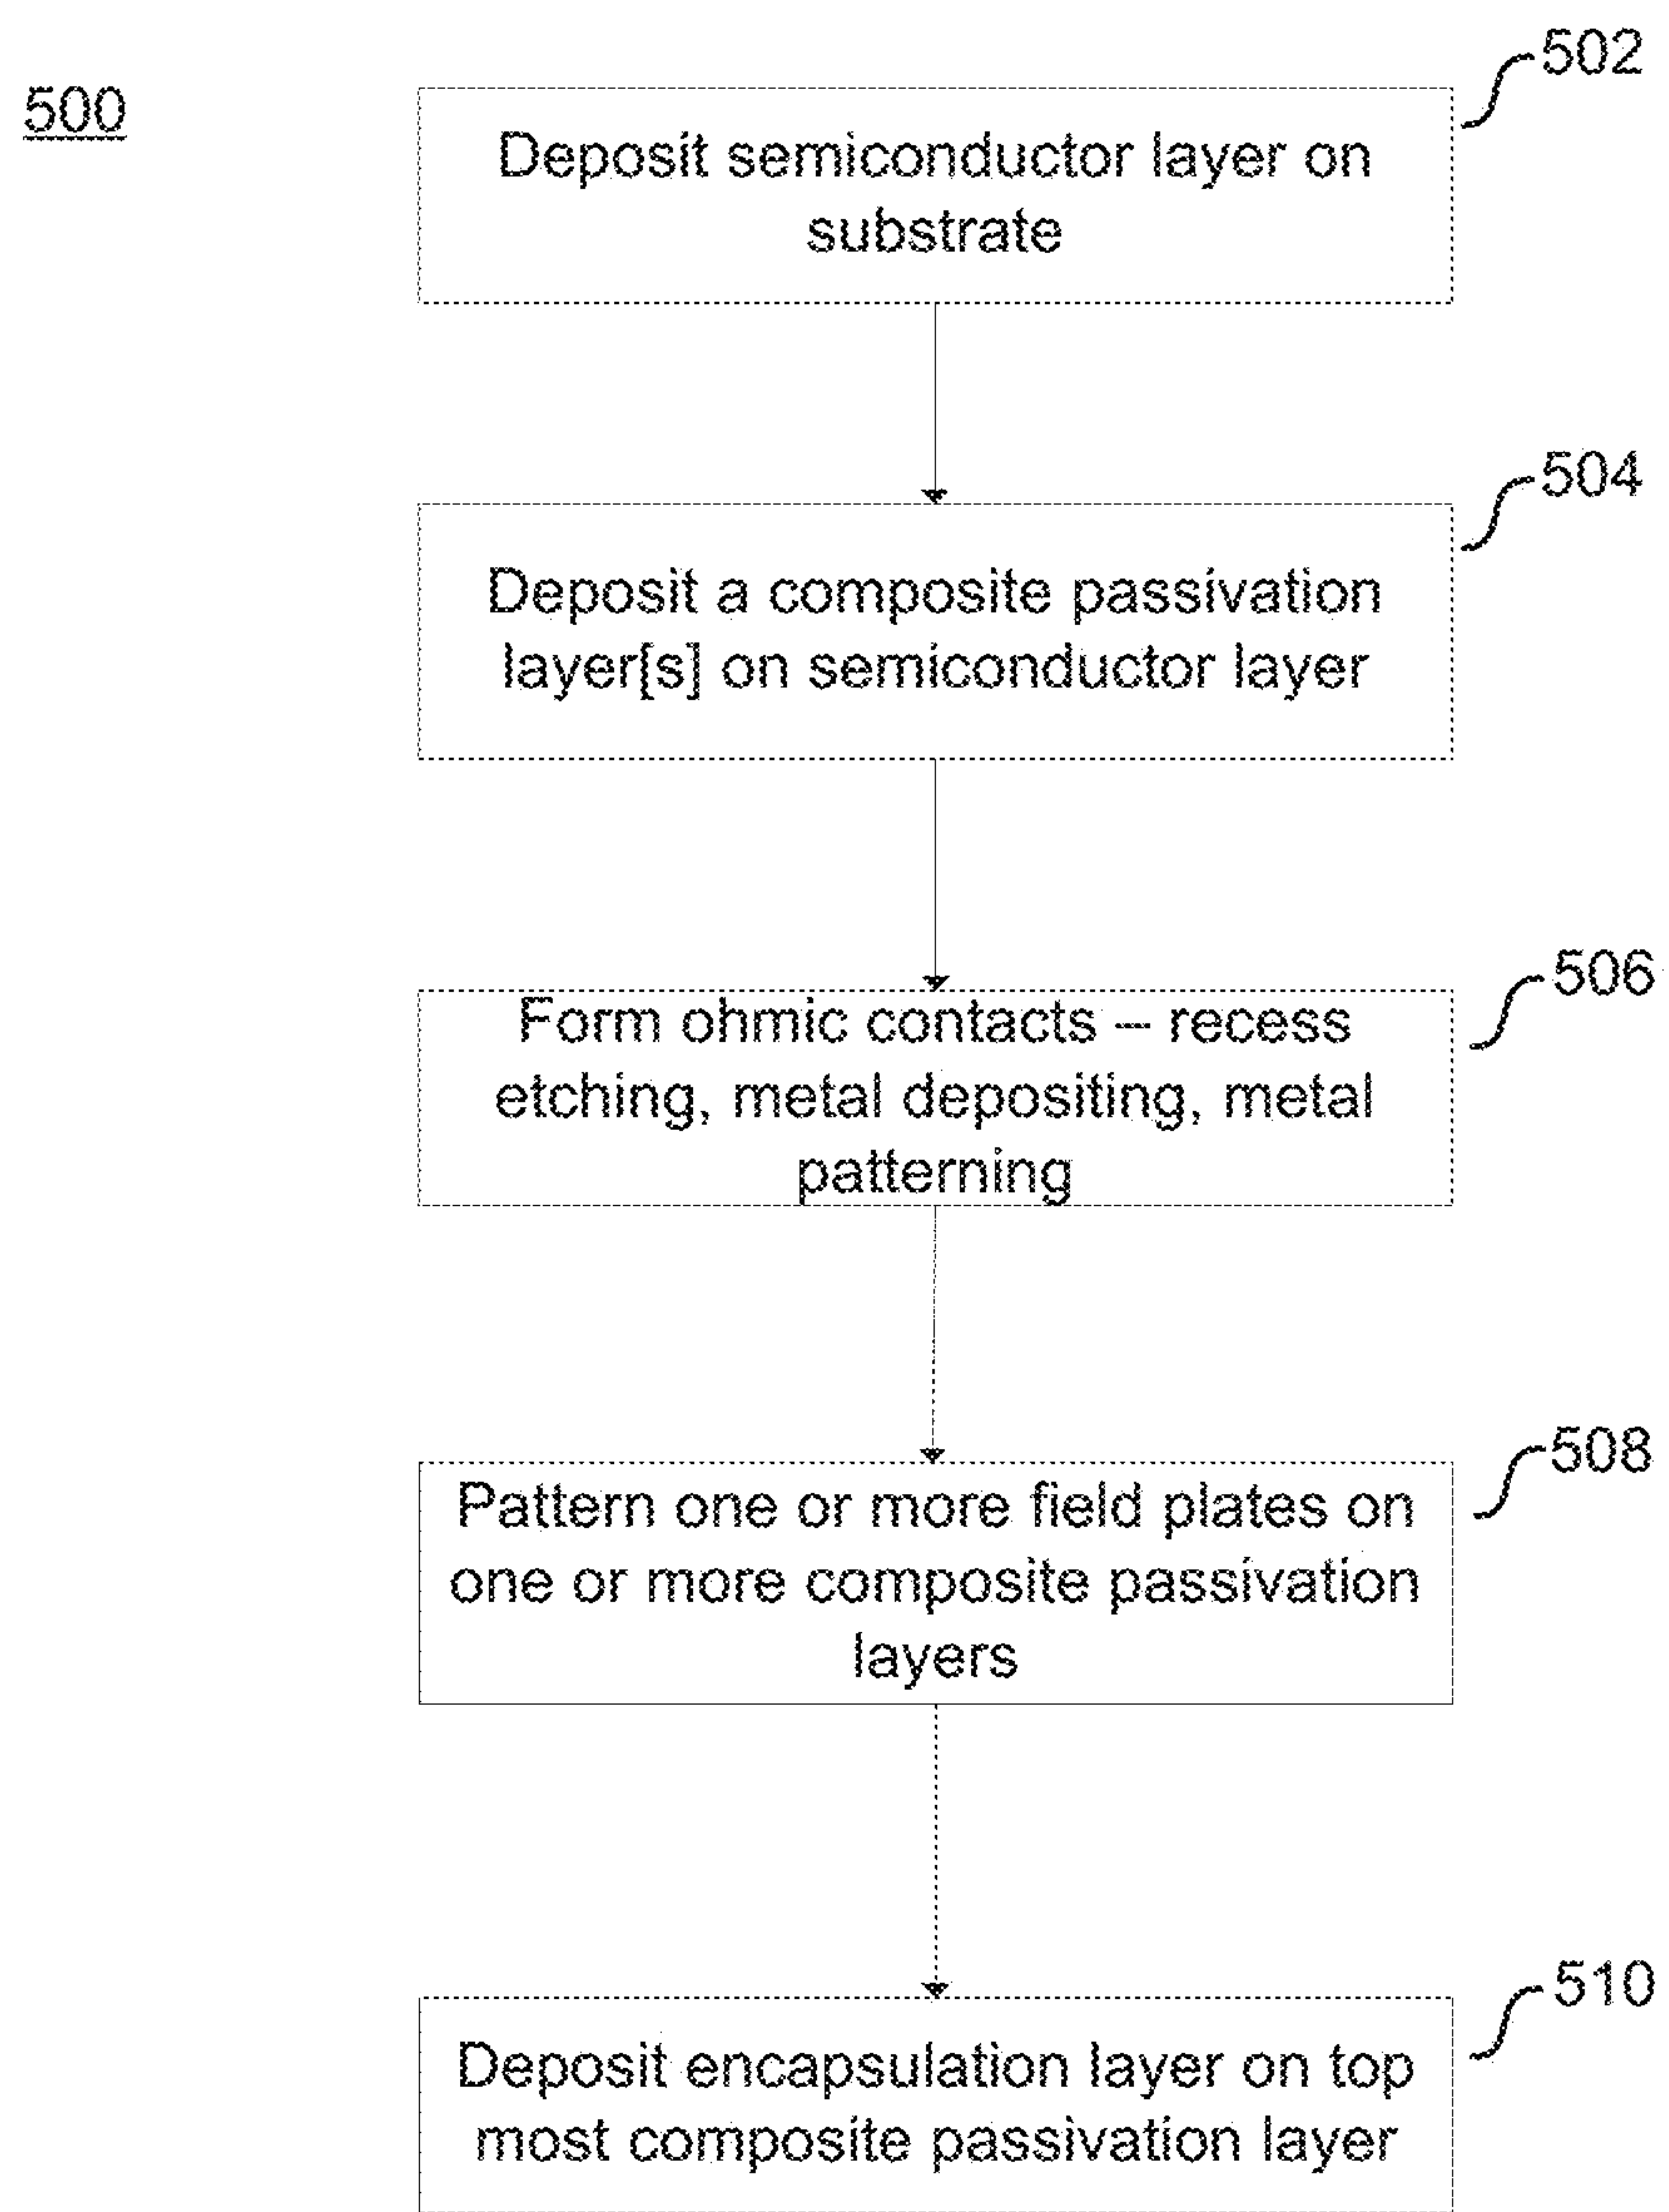 500
502
Deposit semiconductor layer on
substrate
504
Deposit a composite passivation
layer[s] on semiconductor layer
506
Form ohmic contacts – recess
etching, metal depositing, metal
patterning
508
Pattern one or more field plates on
one or more composite passivation
layers
510
Deposit encapsulation layer on top
most composite passivation layer